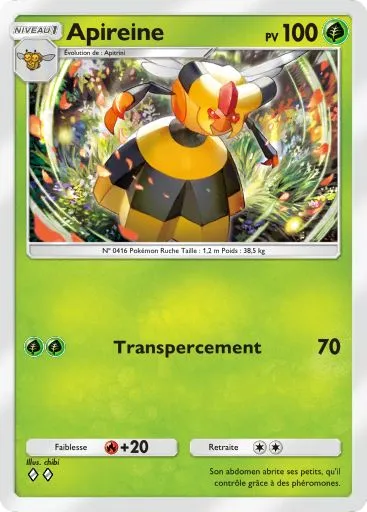 NIVEAU 1
Apireine
PV 100
Évolution de : Apitrini
N° 0416 Pokémon Ruche Taille : 1,2 m Poids : 38,5 kg
Transpercement 70
Faiblesse +20 Retraite
Illus. chibi
Son abdomen abrite ses petits, qu'il
contrôle grâce à des phéromones.